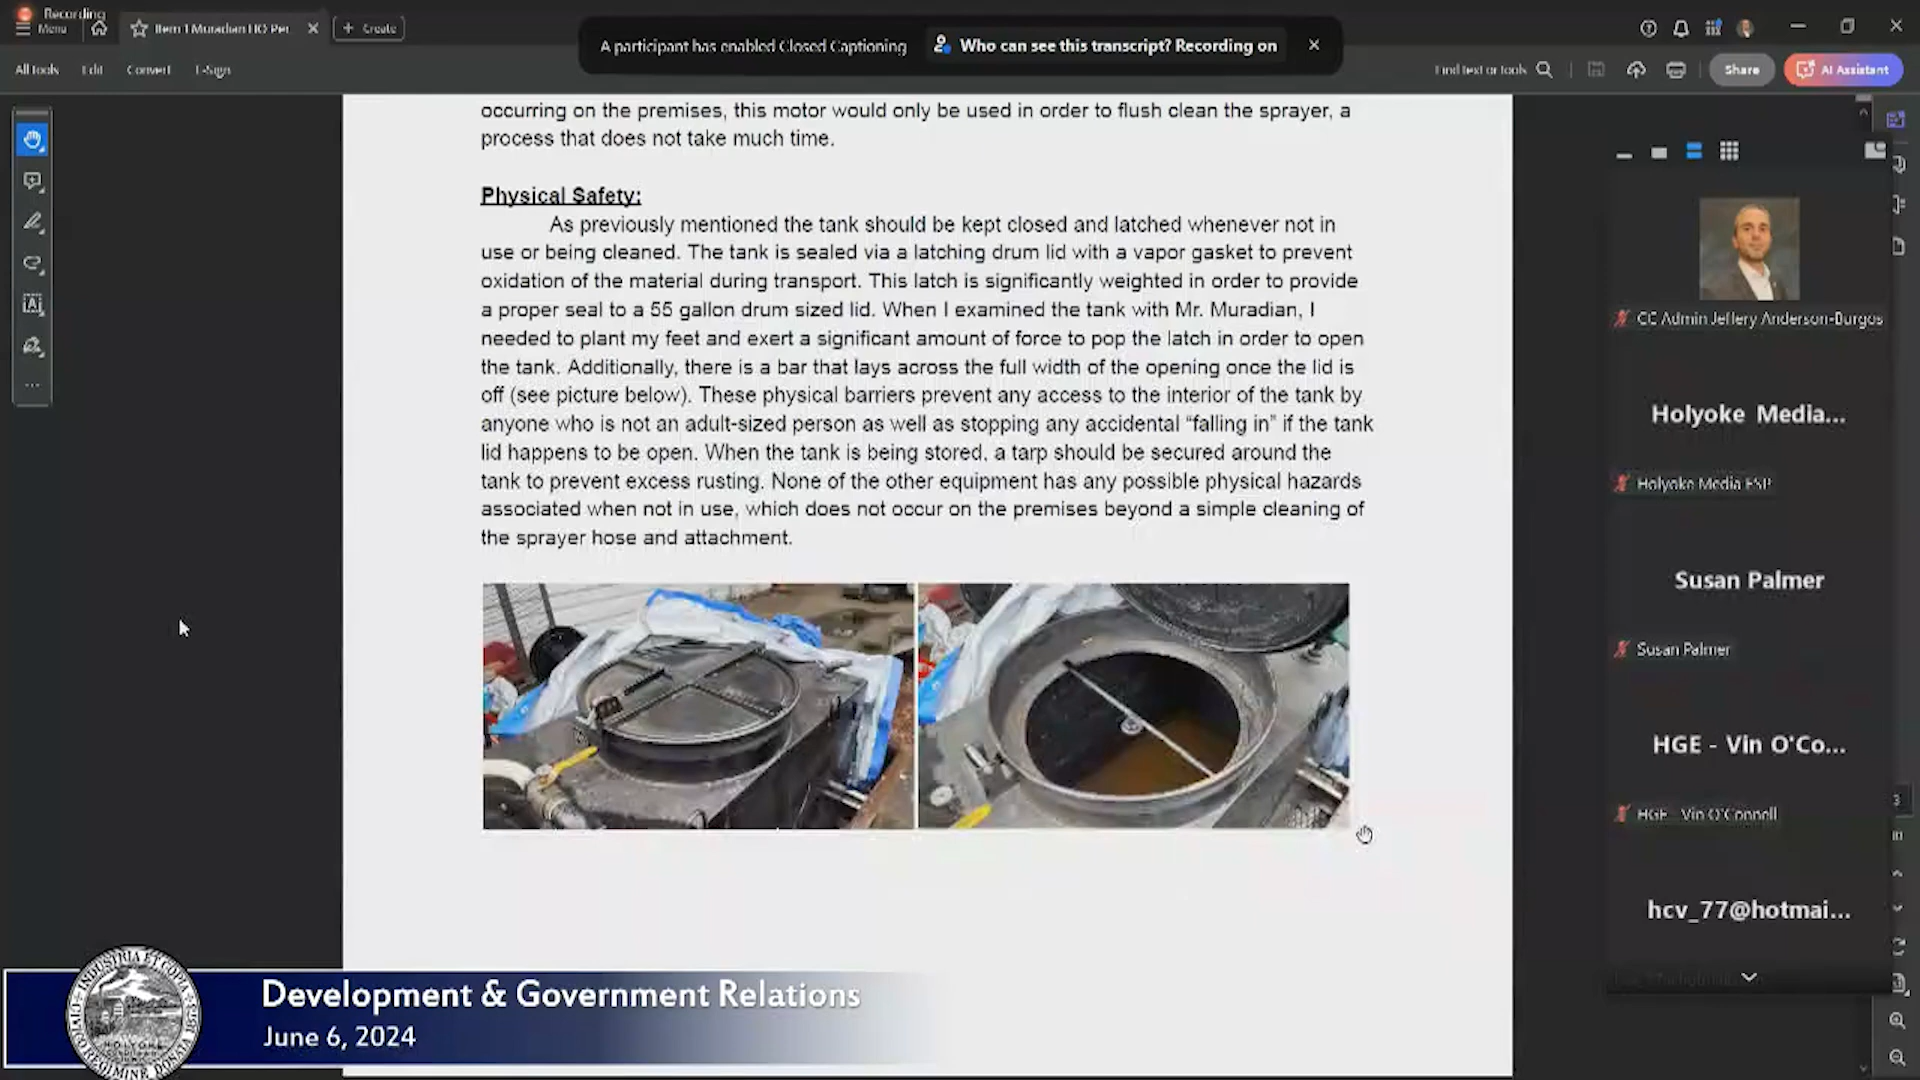 Recording
Menu
Item 1 Muradian HO Per
Create
A participant has enabled Closed Captioning
Who can see this transcript? Recording on
All tools
Edit
Convert
E-Sign
Find text or tools
Share
AI Assistant
occurring on the premises, this motor would only be used in order to flush clean the sprayer, a
process that does not take much time.
Physical Safety:
As previously mentioned the tank should be kept closed and latched whenever not in
use or being cleaned. The tank is sealed via a latching drum lid with a vapor gasket to prevent
oxidation of the material during transport. This latch is significantly weighted in order to provide
a proper seal to a 55 gallon drum sized lid. When I examined the tank with Mr. Muradian, I
needed to plant my feet and exert a significant amount of force to pop the latch in order to open
the tank. Additionally, there is a bar that lays across the full width of the opening once the lid is
off (see picture below). These physical barriers prevent any access to the interior of the tank by
anyone who is not an adult-sized person as well as stopping any accidental “falling in” if the tank
lid happens to be open. When the tank is being stored, a tarp should be secured around the
tank to prevent excess rusting. None of the other equipment has any possible physical hazards
associated when not in use, which does not occur on the premises beyond a simple cleaning of
the sprayer hose and attachment.
CC Admin Jeffery Anderson-Burgos
Holyoke Media...
Holyoke Media ESP
Susan Palmer
Susan Palmer
HGE - Vin O'Co...
HGE - Vin O'Connell
hcv_77@hotmai...
3
Development & Government Relations
June 6, 2024